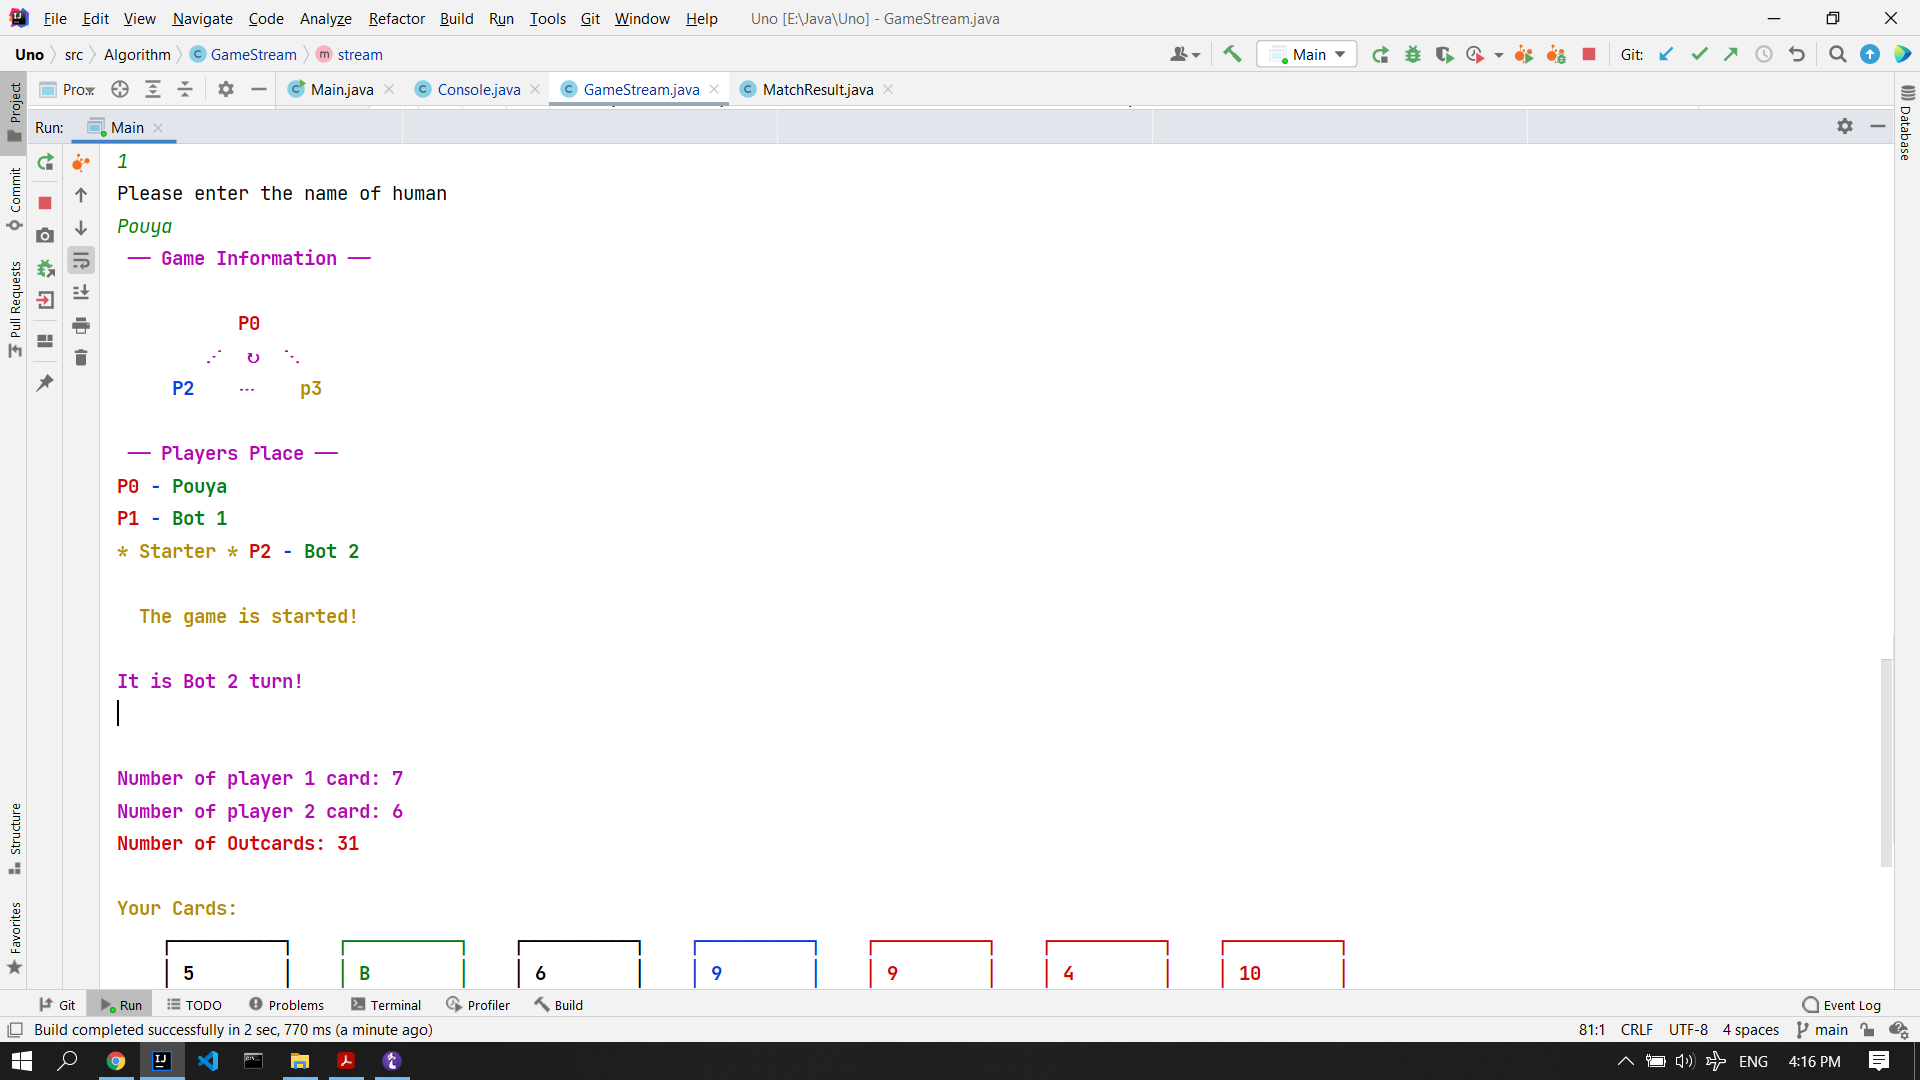 File Edit View Navigate Code Analyze Refactor Build Run Tools Git Window Help Uno [E:\Java\Uno] - GameStream.java
Uno src Algorithm GameStream stream Main Git:
Pro... Main.java Console.java GameStream.java MatchResult.java
Run: Main
Project
Commit
Pull Requests
Structure
Favorites
Database
1
Please enter the name of human
Pouya
── Game Information ──
P0
⋰ ↻ ⋱
P2 ⋯ p3
── Players Place ──
P0 - Pouya
P1 - Bot 1
* Starter * P2 - Bot 2
The game is started!
It is Bot 2 turn!
Number of player 1 card: 7
Number of player 2 card: 6
Number of Outcards: 31
Your Cards:
5 B 6 9 9 4 10
Git Run TODO Problems Terminal Profiler Build Event Log
Build completed successfully in 2 sec, 770 ms (a minute ago) 81:1 CRLF UTF-8 4 spaces main
ENG 4:16 PM